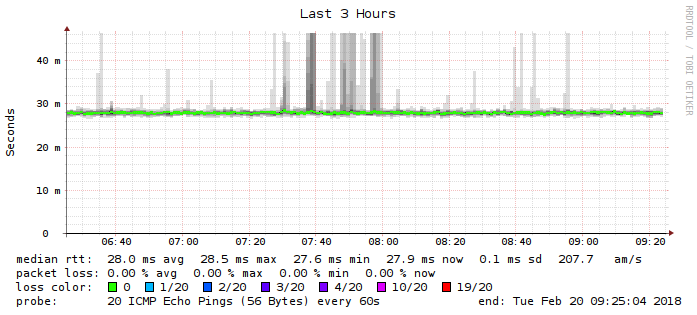 Last 3 Hours
RRDTOOL / TOBI OETIKER
Seconds
40 m
30 m
20 m
10 m
0
06:40 07:00 07:20 07:40 08:00 08:20 08:40 09:00 09:20
median rtt: 28.0 ms avg 28.5 ms max 27.6 ms min 27.9 ms now 0.1 ms sd 207.7 am/s
packet loss: 0.00 % avg 0.00 % max 0.00 % min 0.00 % now
loss color: 0 1/20 2/20 3/20 4/20 10/20 19/20
probe: 20 ICMP Echo Pings (56 Bytes) every 60s end: Tue Feb 20 09:25:04 2018